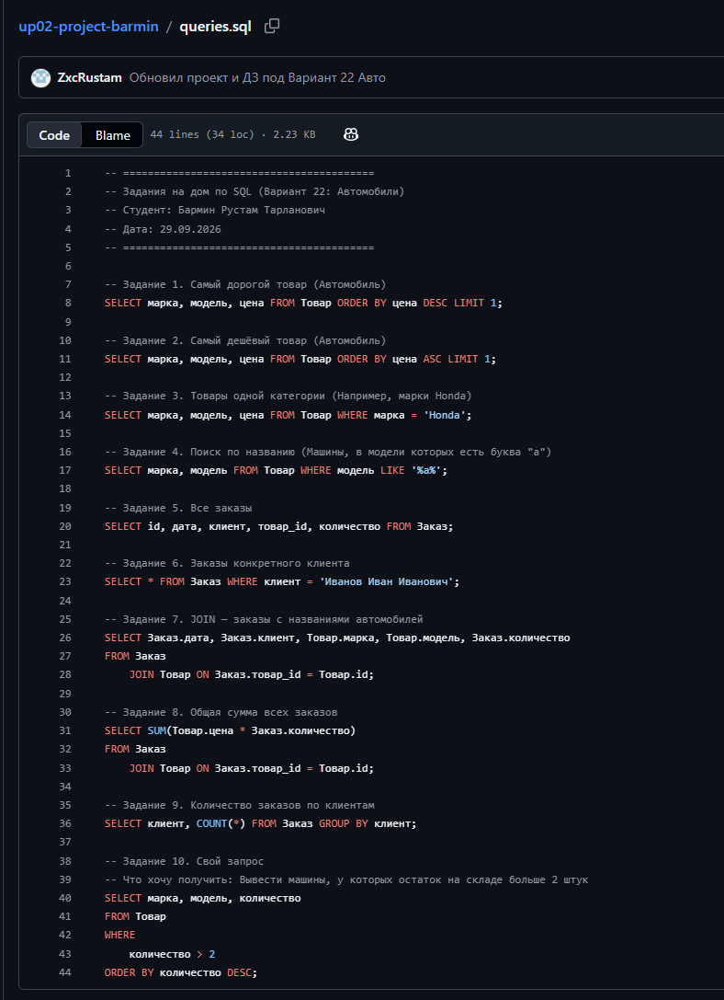 up02-project-barmin / queries.sql
ZxcRustam Обновил проект и ДЗ под Вариант 22 Авто
Code Blame 44 lines (34 loc) · 2.23 KB
1 -- =========================================
2 -- Задания на дом по SQL (Вариант 22: Автомобили)
3 -- Студент: Бармин Рустам Тарланович
4 -- Дата: 29.09.2026
5 -- =========================================
6
7 -- Задание 1. Самый дорогой товар (Автомобиль)
8 SELECT марка, модель, цена FROM Товар ORDER BY цена DESC LIMIT 1;
9
10 -- Задание 2. Самый дешёвый товар (Автомобиль)
11 SELECT марка, модель, цена FROM Товар ORDER BY цена ASC LIMIT 1;
12
13 -- Задание 3. Товары одной категории (Например, марки Honda)
14 SELECT марка, модель, цена FROM Товар WHERE марка = 'Honda';
15
16 -- Задание 4. Поиск по названию (Машины, в модели которых есть буква "а")
17 SELECT марка, модель FROM Товар WHERE модель LIKE '%а%';
18
19 -- Задание 5. Все заказы
20 SELECT id, дата, клиент, товар_id, количество FROM Заказ;
21
22 -- Задание 6. Заказы конкретного клиента
23 SELECT * FROM Заказ WHERE клиент = 'Иванов Иван Иванович';
24
25 -- Задание 7. JOIN — заказы с названиями автомобилей
26 SELECT Заказ.дата, Заказ.клиент, Товар.марка, Товар.модель, Заказ.количество
27 FROM Заказ
28     JOIN Товар ON Заказ.товар_id = Товар.id;
29
30 -- Задание 8. Общая сумма всех заказов
31 SELECT SUM(Товар.цена * Заказ.количество)
32 FROM Заказ
33     JOIN Товар ON Заказ.товар_id = Товар.id;
34
35 -- Задание 9. Количество заказов по клиентам
36 SELECT клиент, COUNT(*) FROM Заказ GROUP BY клиент;
37
38 -- Задание 10. Свой запрос
39 -- Что хочу получить: Вывести машины, у которых остаток на складе больше 2 штук
40 SELECT марка, модель, количество
41 FROM Товар
42 WHERE
43     количество > 2
44 ORDER BY количество DESC;